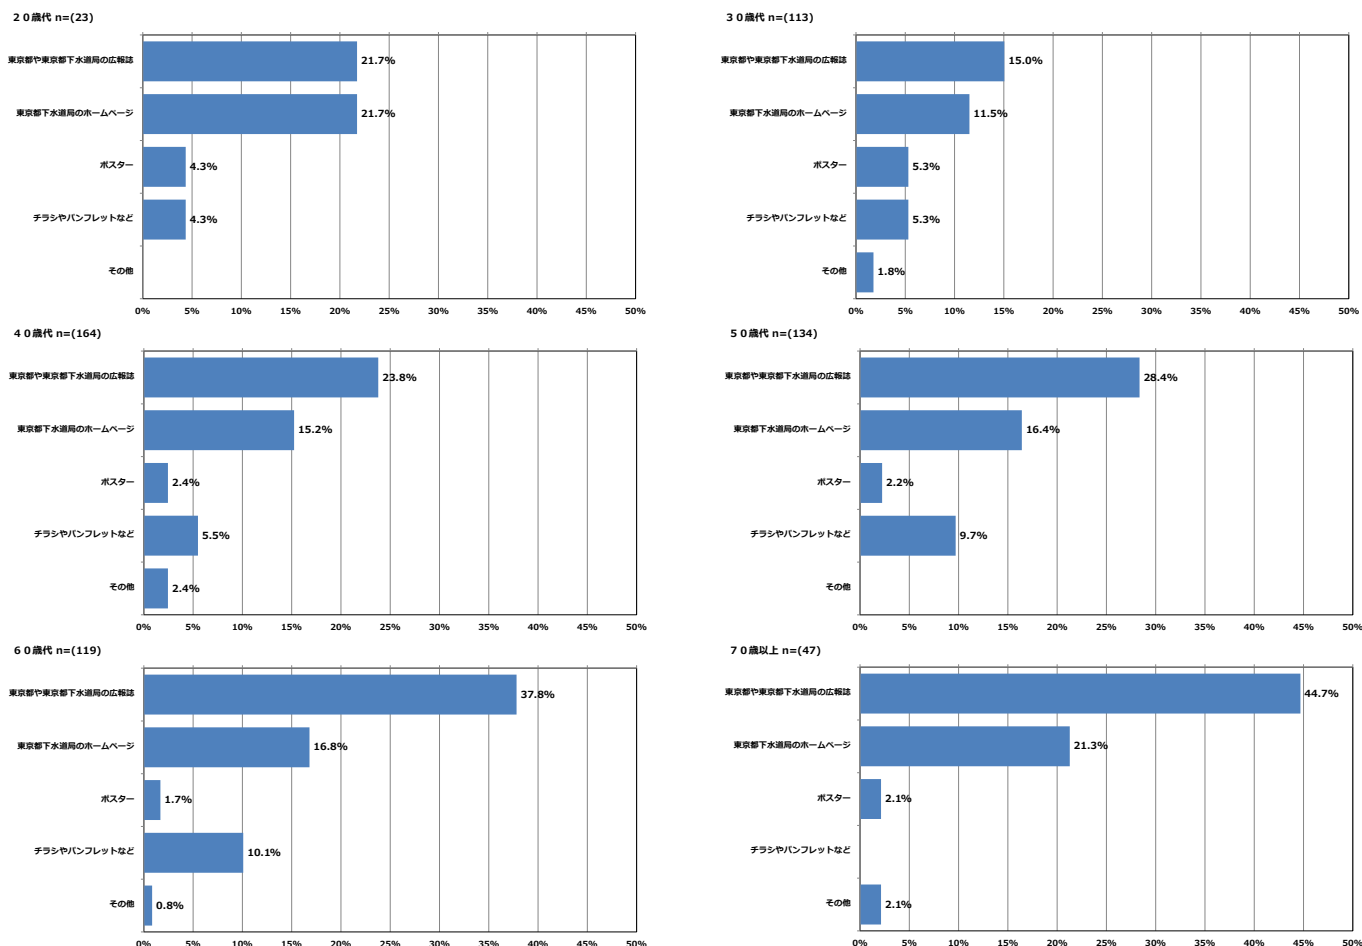 ２０歳代 n=(23)
東京都や東京都下水道局の広報誌 21.7%
東京都下水道局のホームページ 21.7%
ポスター 4.3%
チラシやパンフレットなど 4.3%
その他
0% 5% 10% 15% 20% 25% 30% 35% 40% 45% 50%
３０歳代 n=(113)
東京都や東京都下水道局の広報誌 15.0%
東京都下水道局のホームページ 11.5%
ポスター 5.3%
チラシやパンフレットなど 5.3%
その他 1.8%
0% 5% 10% 15% 20% 25% 30% 35% 40% 45% 50%
４０歳代 n=(164)
東京都や東京都下水道局の広報誌 23.8%
東京都下水道局のホームページ 15.2%
ポスター 2.4%
チラシやパンフレットなど 5.5%
その他 2.4%
0% 5% 10% 15% 20% 25% 30% 35% 40% 45% 50%
５０歳代 n=(134)
東京都や東京都下水道局の広報誌 28.4%
東京都下水道局のホームページ 16.4%
ポスター 2.2%
チラシやパンフレットなど 9.7%
その他
0% 5% 10% 15% 20% 25% 30% 35% 40% 45% 50%
６０歳代 n=(119)
東京都や東京都下水道局の広報誌 37.8%
東京都下水道局のホームページ 16.8%
ポスター 1.7%
チラシやパンフレットなど 10.1%
その他 0.8%
0% 5% 10% 15% 20% 25% 30% 35% 40% 45% 50%
７０歳以上 n=(47)
東京都や東京都下水道局の広報誌 44.7%
東京都下水道局のホームページ 21.3%
ポスター 2.1%
チラシやパンフレットなど
その他 2.1%
0% 5% 10% 15% 20% 25% 30% 35% 40% 45% 50%